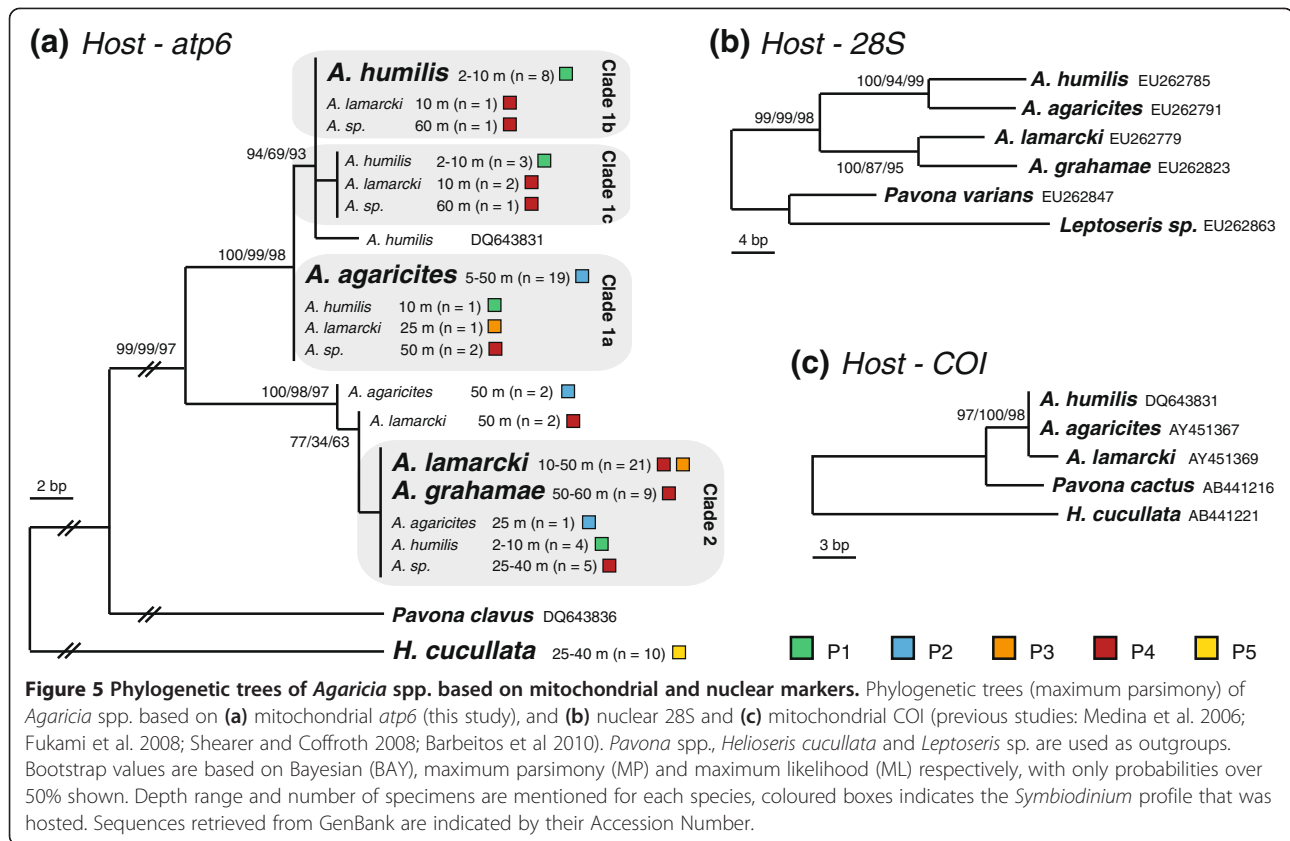 (a) Host - atp6
A. humilis 2-10 m (n = 8)
A. lamarcki 10 m (n = 1)
A. sp. 60 m (n = 1)
Clade 1b
94/69/93
A. humilis 2-10 m (n = 3)
A. lamarcki 10 m (n = 2)
A. sp. 60 m (n = 1)
Clade 1c
A. humilis DQ643831
100/99/98
A. agaricites 5-50 m (n = 19)
A. humilis 10 m (n = 1)
A. lamarcki 25 m (n = 1)
A. sp. 50 m (n = 2)
Clade 1a
99/99/97
100/98/97
A. agaricites 50 m (n = 2)
A. lamarcki 50 m (n = 2)
77/34/63
A. lamarcki 10-50 m (n = 21)
A. grahamae 50-60 m (n = 9)
A. agaricites 25 m (n = 1)
A. humilis 2-10 m (n = 4)
A. sp. 25-40 m (n = 5)
Clade 2
2 bp
Pavona clavus DQ643836
H. cucullata 25-40 m (n = 10)
(b) Host - 28S
100/94/99
A. humilis EU262785
A. agaricites EU262791
99/99/98
A. lamarcki EU262779
A. grahamae EU262823
100/87/95
Pavona varians EU262847
Leptoseris sp. EU262863
4 bp
(c) Host - COI
A. humilis DQ643831
97/100/98
A. agaricites AY451367
A. lamarcki AY451369
Pavona cactus AB441216
H. cucullata AB441221
3 bp
P1 P2 P3 P4 P5
Figure 5 Phylogenetic trees of Agaricia spp. based on mitochondrial and nuclear markers. Phylogenetic trees (maximum parsimony) of
Agaricia spp. based on (a) mitochondrial atp6 (this study), and (b) nuclear 28S and (c) mitochondrial COI (previous studies: Medina et al. 2006;
Fukami et al. 2008; Shearer and Coffroth 2008; Barbeitos et al 2010). Pavona spp., Helioseris cucullata and Leptoseris sp. are used as outgroups.
Bootstrap values are based on Bayesian (BAY), maximum parsimony (MP) and maximum likelihood (ML) respectively, with only probabilities over
50% shown. Depth range and number of specimens are mentioned for each species, coloured boxes indicates the Symbiodinium profile that was
hosted. Sequences retrieved from GenBank are indicated by their Accession Number.